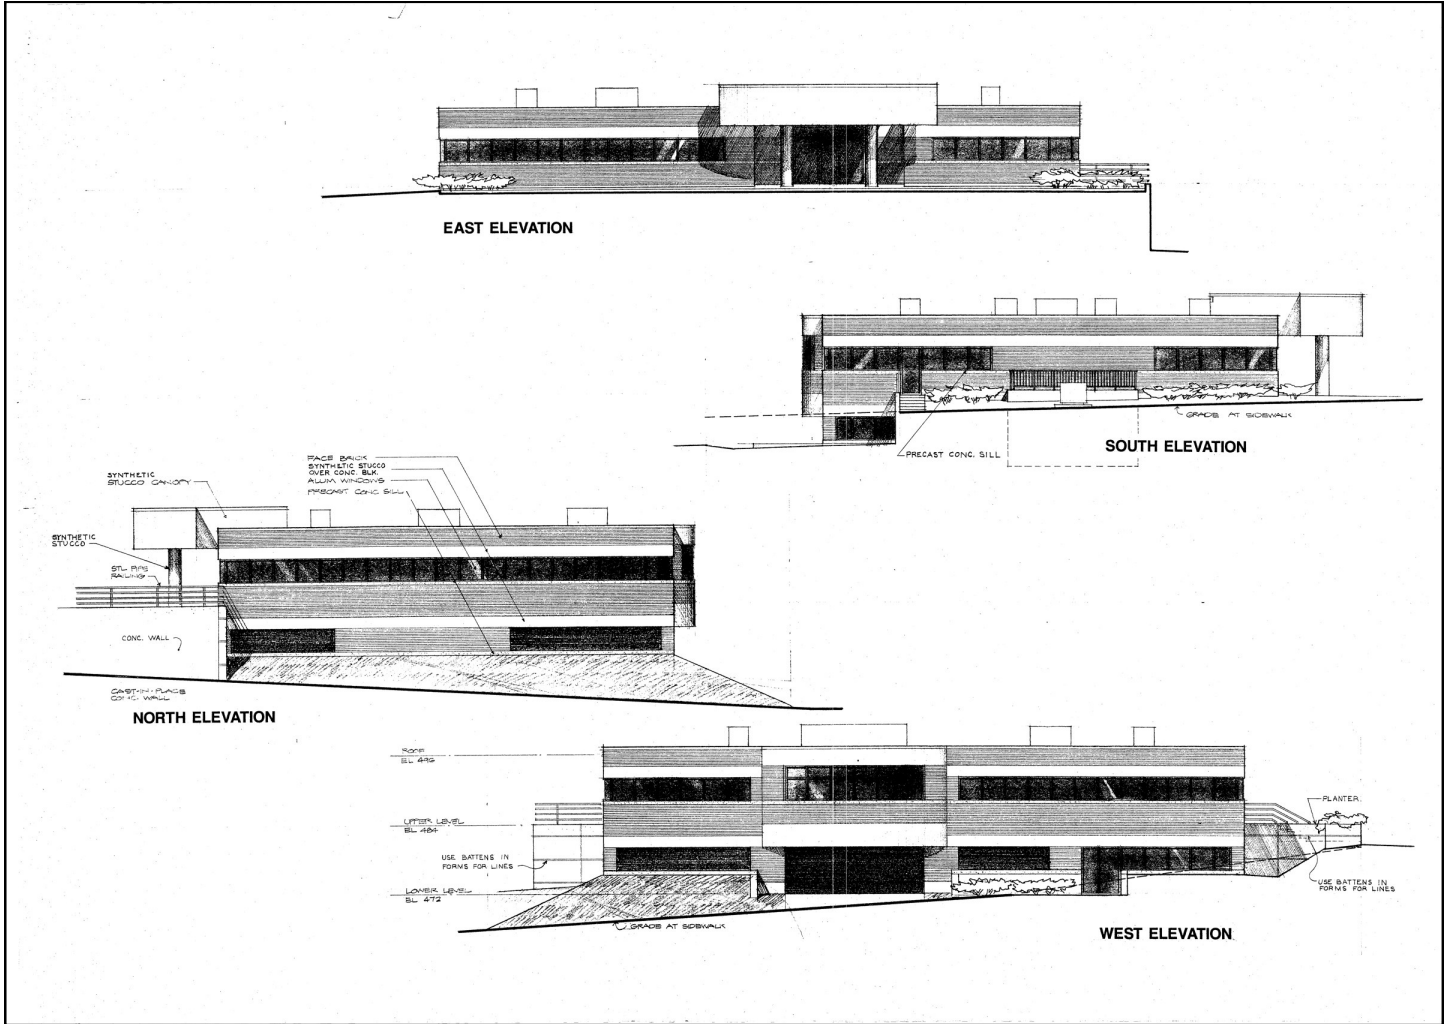 EAST ELEVATION
GRADE AT SIDEWALK
PRECAST CONC. SILL
SOUTH ELEVATION
FACE BRICK
SYNTHETIC STUCCO
OVER CONC. BLK.
ALUM WINDOWS
PRECAST CONC SILL
SYNTHETIC
STUCCO CANOPY
SYNTHETIC
STUCCO
STL PIPE
RAILING
CONC. WALL
CAST-IN-PLACE
CONC. WALL
NORTH ELEVATION
ROOF
EL 496
UPPER LEVEL
EL 484
USE BATTENS IN
FORMS FOR LINES
LOWER LEVEL
EL 472
GRADE AT SIDEWALK
PLANTER.
USE BATTENS IN
FORMS FOR LINES
WEST ELEVATION